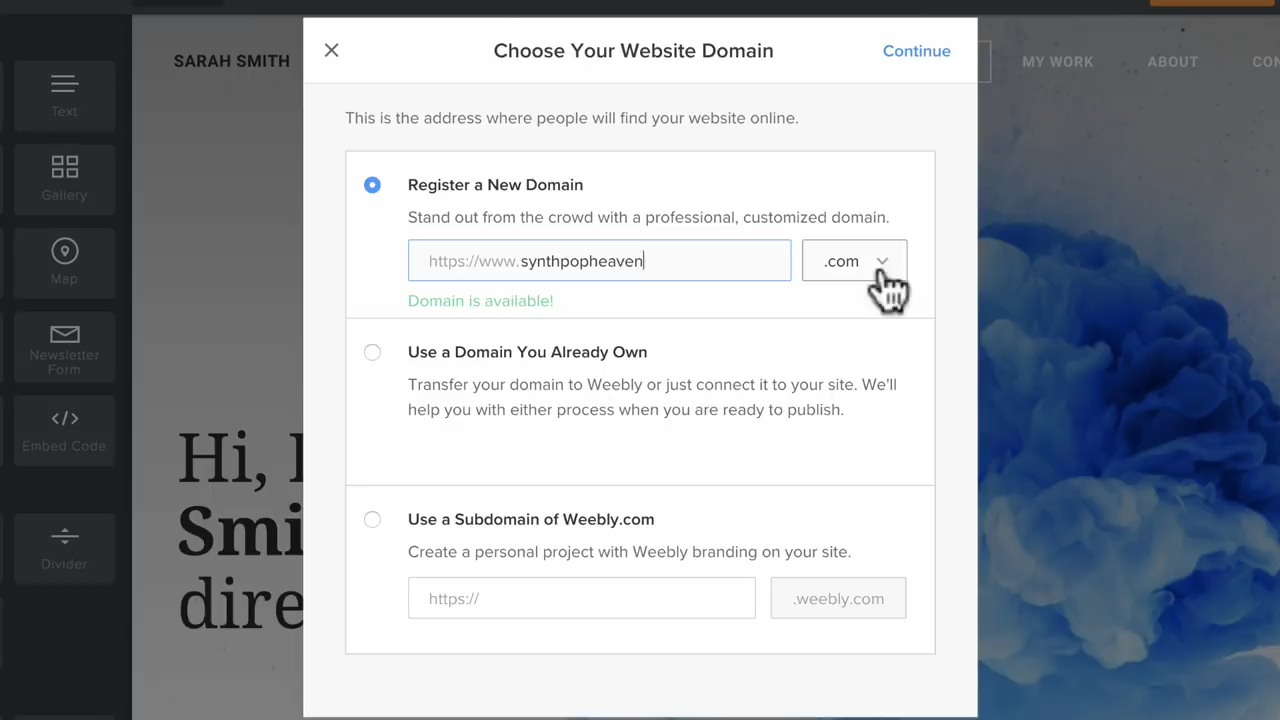 SARAH SMITH
MY WORK
ABOUT
Text
Gallery
Map
Newsletter
Form
Embed Code
Divider
Hi,
Smi
dire
Choose Your Website Domain
Continue
This is the address where people will find your website online.
Register a New Domain
Stand out from the crowd with a professional, customized domain.
https://www.synthpopheaven
.com
Domain is available!
Use a Domain You Already Own
Transfer your domain to Weebly or just connect it to your site. We'll
help you with either process when you are ready to publish.
Use a Subdomain of Weebly.com
Create a personal project with Weebly branding on your site.
https://
.weebly.com